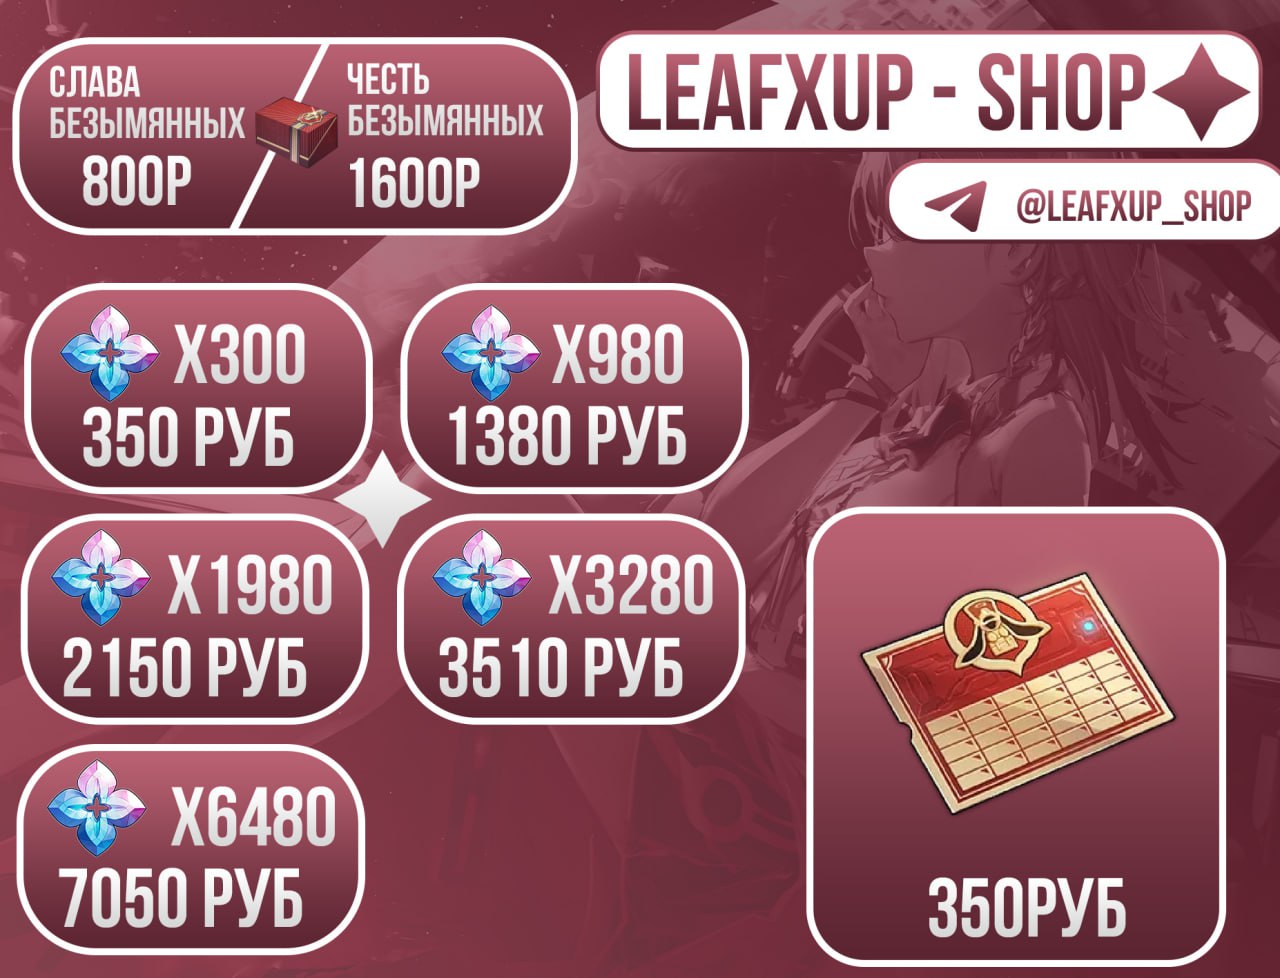 СЛАВА
БЕЗЫМЯННЫХ
800Р
ЧЕСТЬ
БЕЗЫМЯННЫХ
1600Р
LEAFXUP - SHOP
@LEAFXUP_SHOP
X300
350 РУБ
X980
1380 РУБ
X1980
2150 РУБ
X3280
3510 РУБ
X6480
7050 РУБ
350РУБ